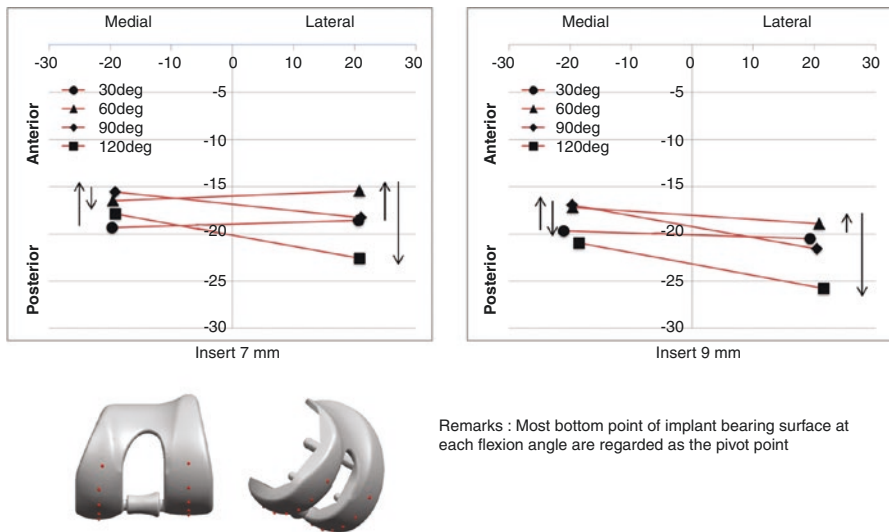 Medial Lateral
-30 -20 -10 0 10 20 30
30deg
60deg
90deg
120deg
-5
-10
-15
-20
-25
-30
Anterior
Posterior
Insert 7 mm
Medial Lateral
-30 -20 -10 0 10 20 30
30deg
60deg
90deg
120deg
-5
-10
-15
-20
-25
-30
Anterior
Posterior
Insert 9 mm
Remarks : Most bottom point of implant bearing surface at
each flexion angle are regarded as the pivot point